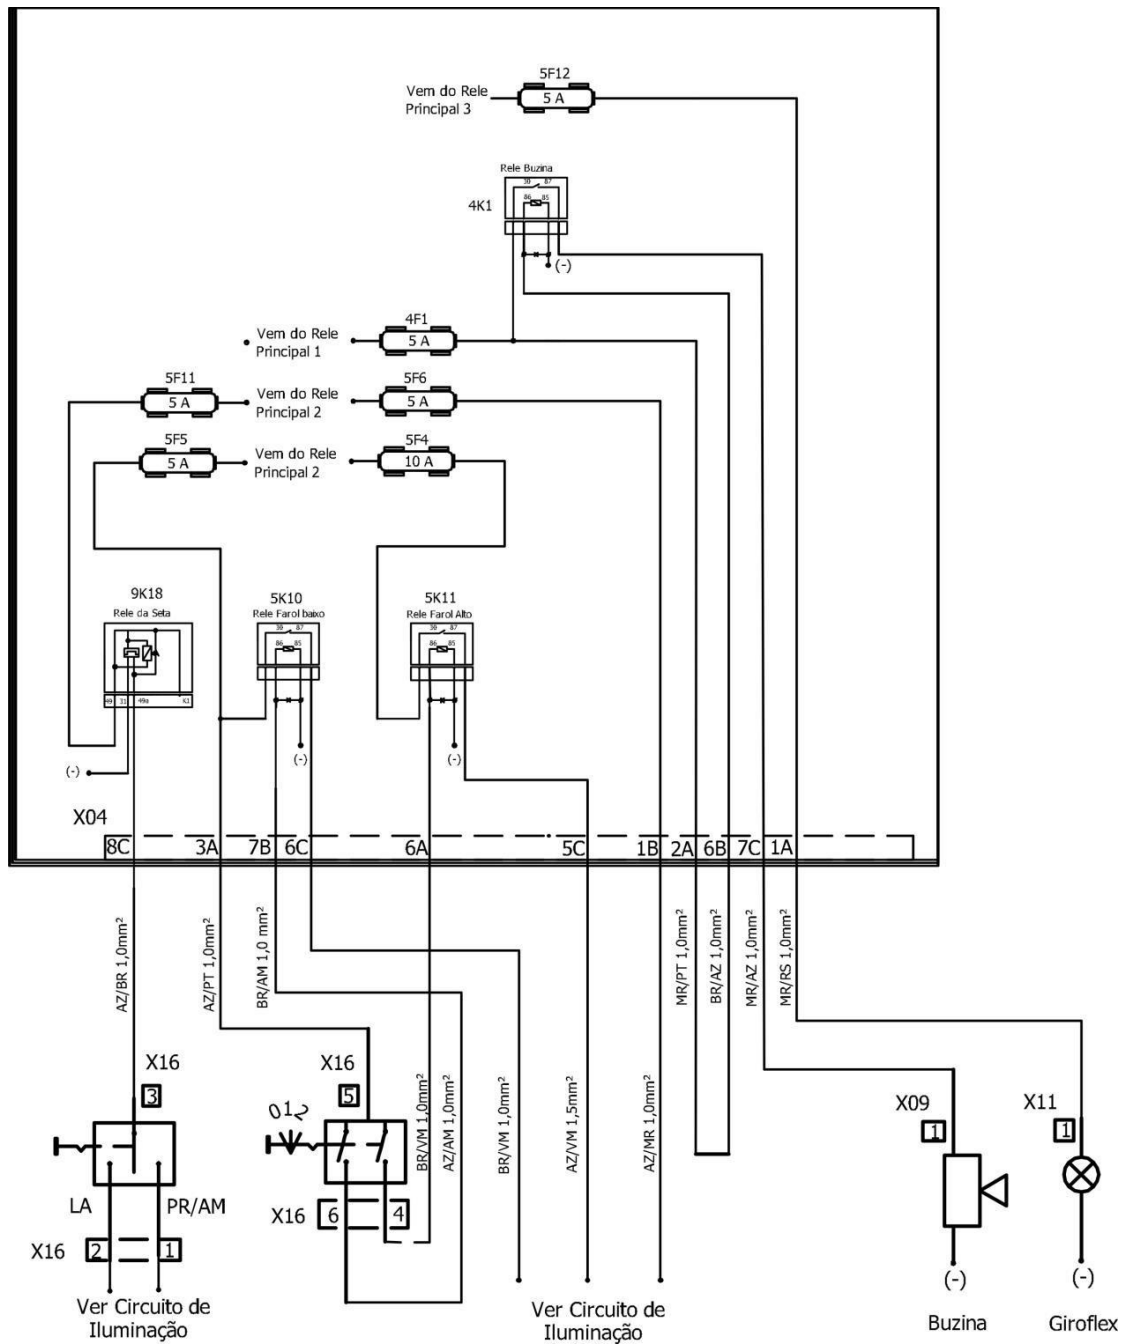 5F12
Vem do Rele
Principal 3
5 A
Rele Buzina
30 87
86 85
4K1
(-)
4F1
Vem do Rele
Principal 1
5 A
5F11
5 A
Vem do Rele
Principal 2
5F6
5 A
5F5
5 A
Vem do Rele
Principal 2
5F4
10 A
9K18
Rele da Seta
49 31 49a K1
5K10
Rele Farol baixo
30 87
86 85
5K11
Rele Farol Alto
30 87
86 85
(-)
(-)
(-)
X04
8C 3A 7B 6C 6A 5C 1B 2A 6B 7C 1A
AZ/BR 1,0mm²
AZ/PT 1,0mm²
BR/AM 1,0 mm²
MR/PT 1,0mm²
BR/AZ 1,0mm²
MR/AZ 1,0mm²
MR/RS 1,0mm²
BR/VM 1,0mm²
AZ/AM 1,0mm²
BR/VM 1,0mm²
AZ/VM 1,5mm²
AZ/MR 1,0mm²
X16
3
X16
5
0 1 2
X09
1
X11
1
LA PR/AM
X16 6 4
X16 2 1
Ver Circuito de
Iluminação
Ver Circuito de
Iluminação
(-)
Buzina
(-)
Giroflex